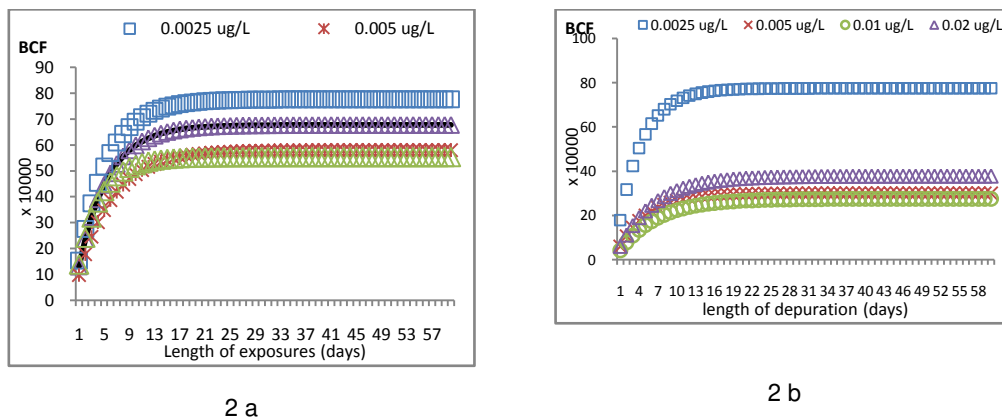 0.0025 ug/L 0.005 ug/L
BCF
90
80
70
60
50
40
30
20
10
0
x 10000
1 5 9 13 17 21 25 29 33 37 41 45 49 53 57
Length of exposures (days)
2 a
BCF
0.0025 ug/L 0.005 ug/L 0.01 ug/L 0.02 ug/L
100
80
60
40
20
0
x 10000
1 4 7 10 13 16 19 22 25 28 31 34 37 40 43 46 49 52 55 58
length of depuration (days)
2 b